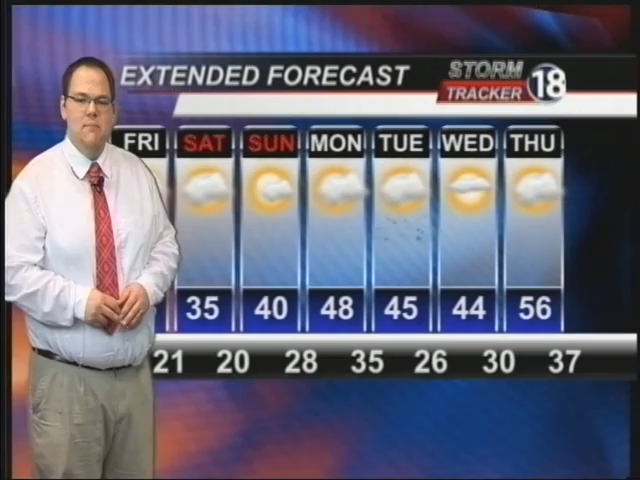 EXTENDED FORECAST
STORM
TRACKER 18
FRI SAT SUN MON TUE WED THU
35 40 48 45 44 56
21 20 28 35 26 30 37